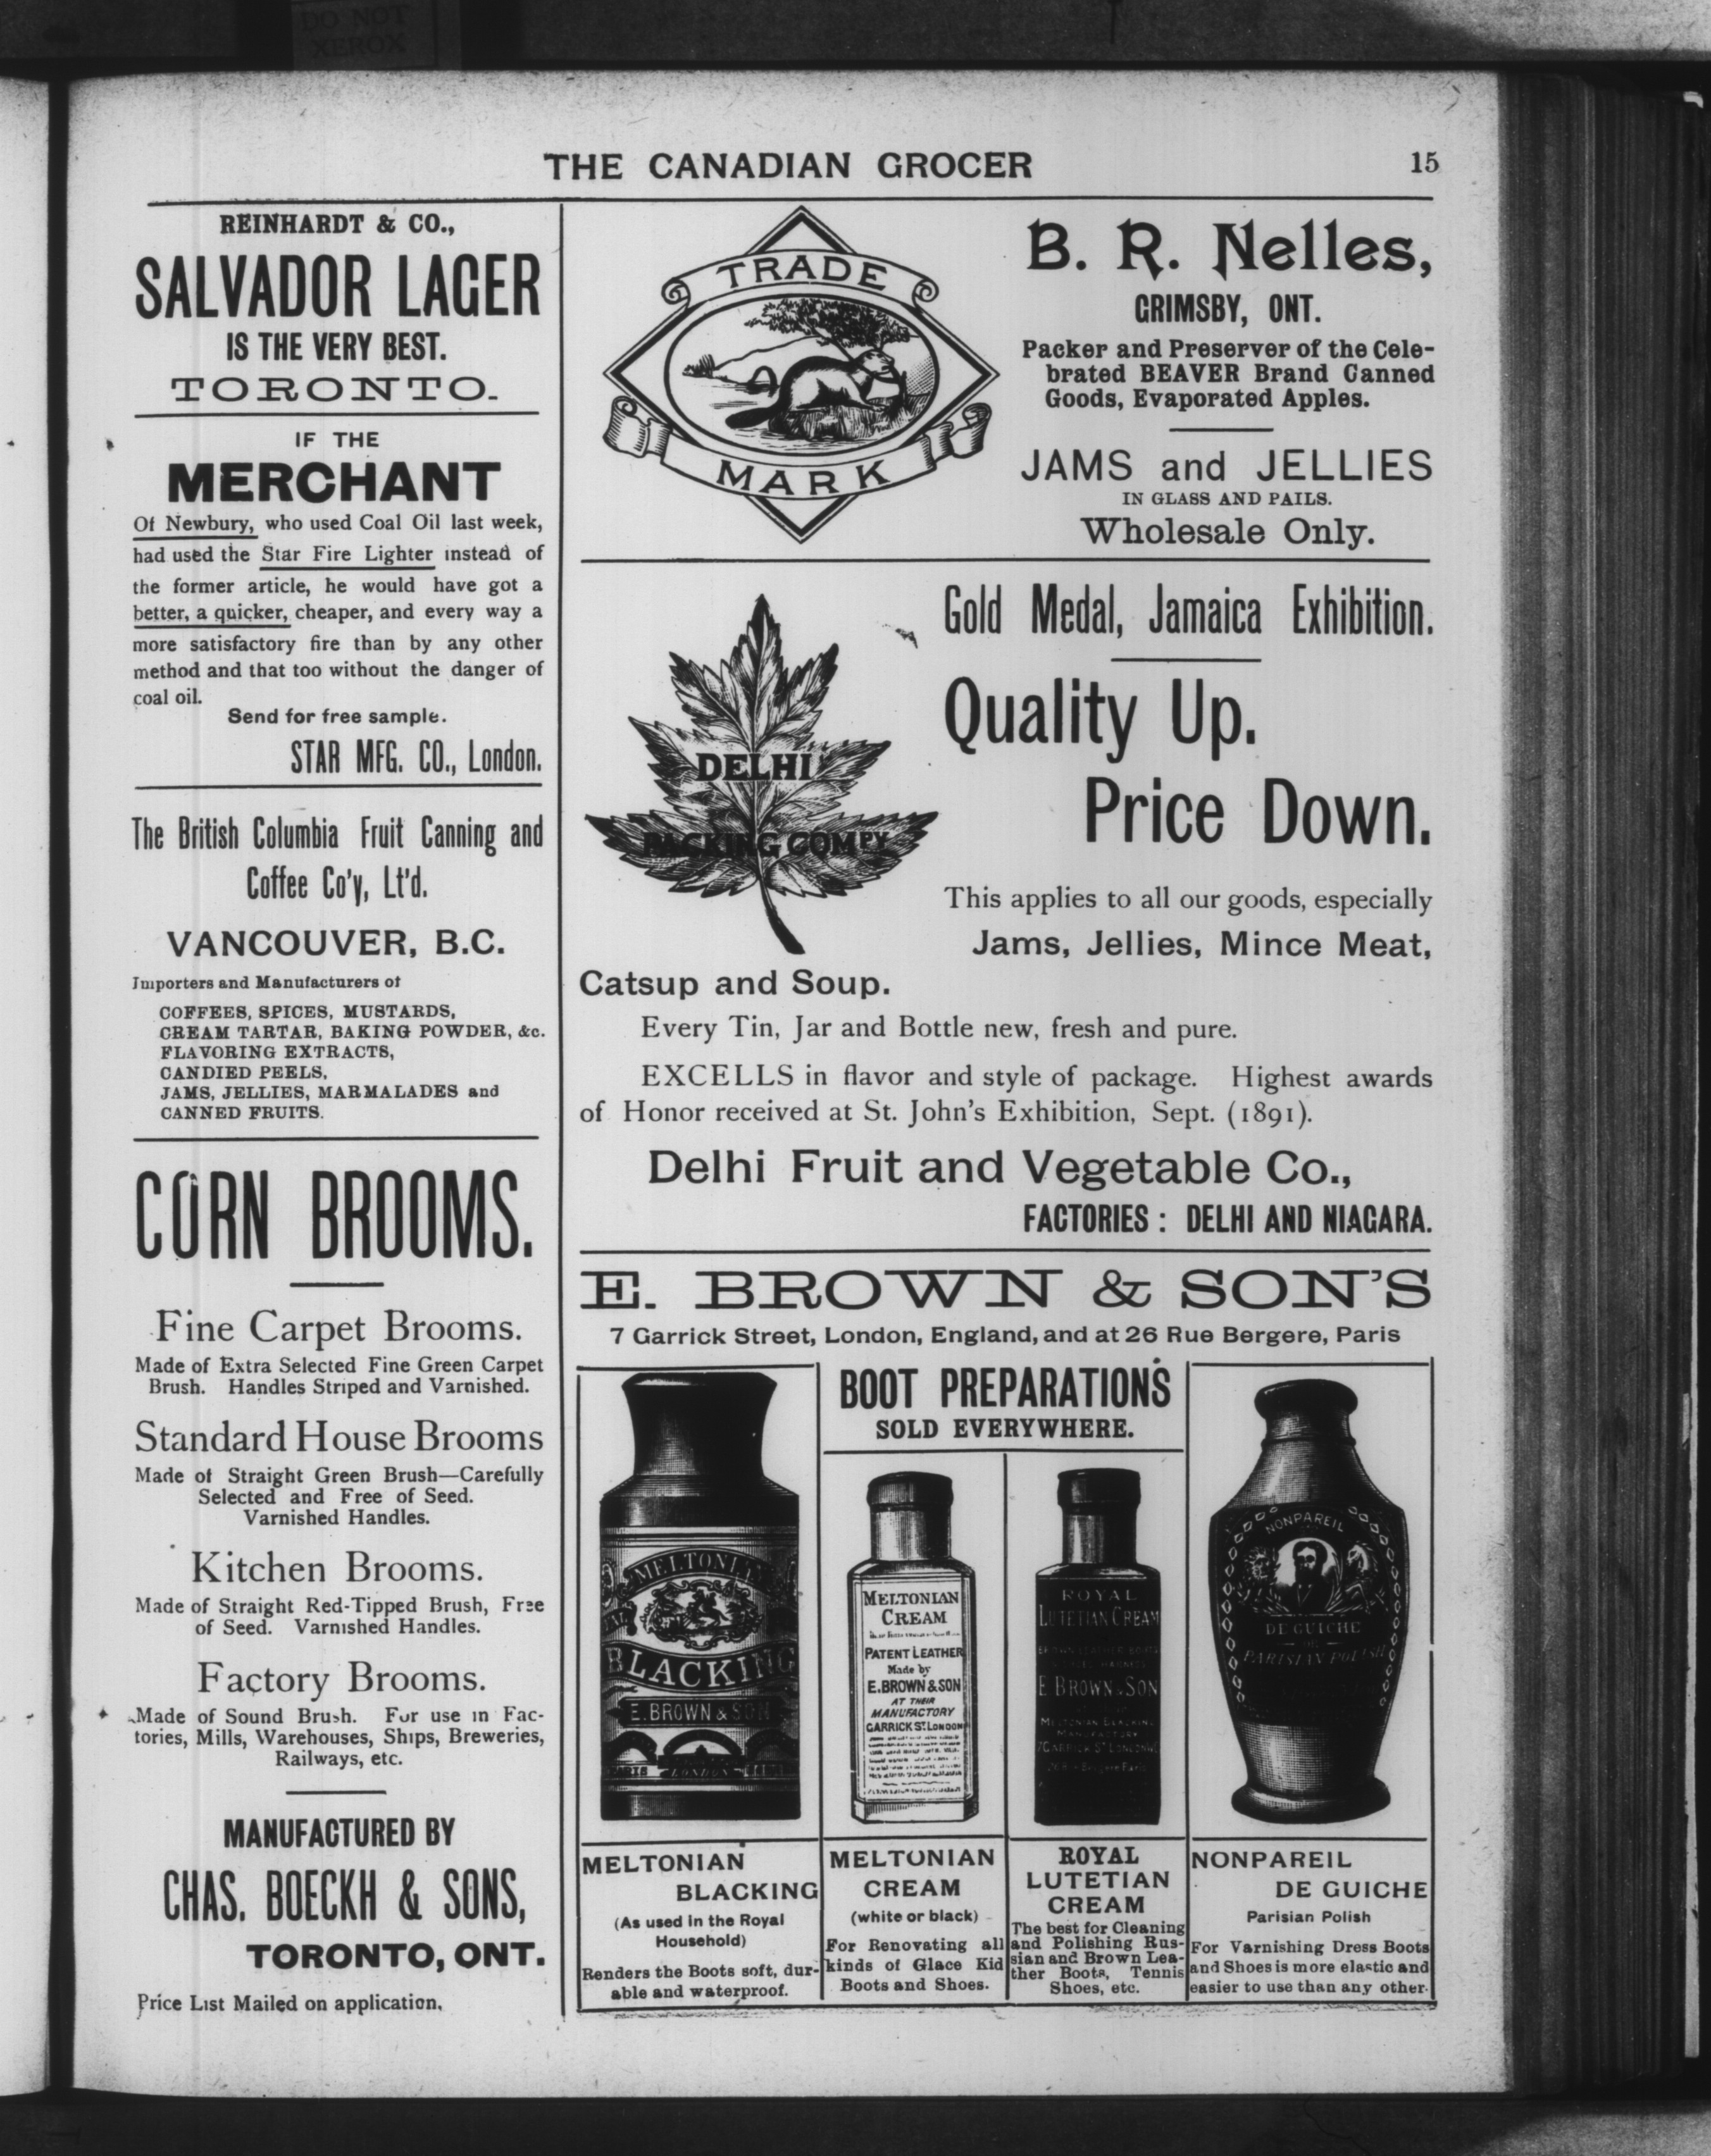 DO NOT
XEROX
THE CANADIAN GROCER
15
REINHARDT & CO.,
SALVADOR LAGER
IS THE VERY BEST.
TORONTO.
IF THE
MERCHANT
Of Newbury, who used Coal Oil last week,
had used the Star Fire Lighter instead of
the former article, he would have got a
better, a quicker, cheaper, and every way a
more satisfactory fire than by any other
method and that too without the danger of
coal oil.
Send for free sample.
STAR MFG. CO., London.
The British Columbia Fruit Canning and
Coffee Co'y, Lt'd.
VANCOUVER, B.C.
Importers and Manufacturers of
COFFEES, SPICES, MUSTARDS,
CREAM TARTAR, BAKING POWDER, &c.
FLAVORING EXTRACTS,
CANDIED PEELS,
JAMS, JELLIES, MARMALADES and
CANNED FRUITS.
CORN BROOMS.
Fine Carpet Brooms.
Made of Extra Selected Fine Green Carpet
Brush. Handles Striped and Varnished.
Standard House Brooms
Made of Straight Green Brush—Carefully
Selected and Free of Seed.
Varnished Handles.
Kitchen Brooms.
Made of Straight Red-Tipped Brush, Free
of Seed. Varnished Handles.
Factory Brooms.
Made of Sound Brush. For use in Fac-
tories, Mills, Warehouses, Ships, Breweries,
Railways, etc.
MANUFACTURED BY
CHAS. BOECKH & SONS,
TORONTO, ONT.
Price List Mailed on application.
TRADE
MARK
B. R. Nelles,
GRIMSBY, ONT.
Packer and Preserver of the Cele-
brated BEAVER Brand Canned
Goods, Evaporated Apples.
JAMS and JELLIES
IN GLASS AND PAILS.
Wholesale Only.
DELHI
PACKING COMPY
Gold Medal, Jamaica Exhibition.
Quality Up.
Price Down.
This applies to all our goods, especially
Jams, Jellies, Mince Meat,
Catsup and Soup.
Every Tin, Jar and Bottle new, fresh and pure.
EXCELLS in flavor and style of package. Highest awards
of Honor received at St. John's Exhibition, Sept. (1891).
Delhi Fruit and Vegetable Co.,
FACTORIES : DELHI AND NIAGARA.
E. BROWN & SON'S
7 Garrick Street, London, England, and at 26 Rue Bergere, Paris
BOOT PREPARATIONS
SOLD EVERYWHERE.
MELTONIAN
BLACKING
E. BROWN & SON
PARIS LONDON
MELTONIAN
CREAM
PATENT LEATHER
Made by
E. BROWN & SON
AT THEIR
MANUFACTORY
GARRICK ST. LONDON
ROYAL
LUTETIAN CREAM
E BROWN & SON
MELTONIAN BLACKING
MANUFACTORY
7 GARRICK ST LONDON WC
NONPAREIL
DE GUICHE
OR
PARISIAN POLISH
MELTONIAN
BLACKING
(As used in the Royal
Household)
Renders the Boots soft, dur-
able and waterproof.
MELTONIAN
CREAM
(white or black)
For Renovating all
kinds of Glace Kid
Boots and Shoes.
ROYAL
LUTETIAN
CREAM
The best for Cleaning
and Polishing Rus-
sian and Brown Lea-
ther Boots, Tennis
Shoes, etc.
NONPAREIL
DE GUICHE
Parisian Polish
For Varnishing Dress Boots
and Shoes is more elastic and
easier to use than any other.